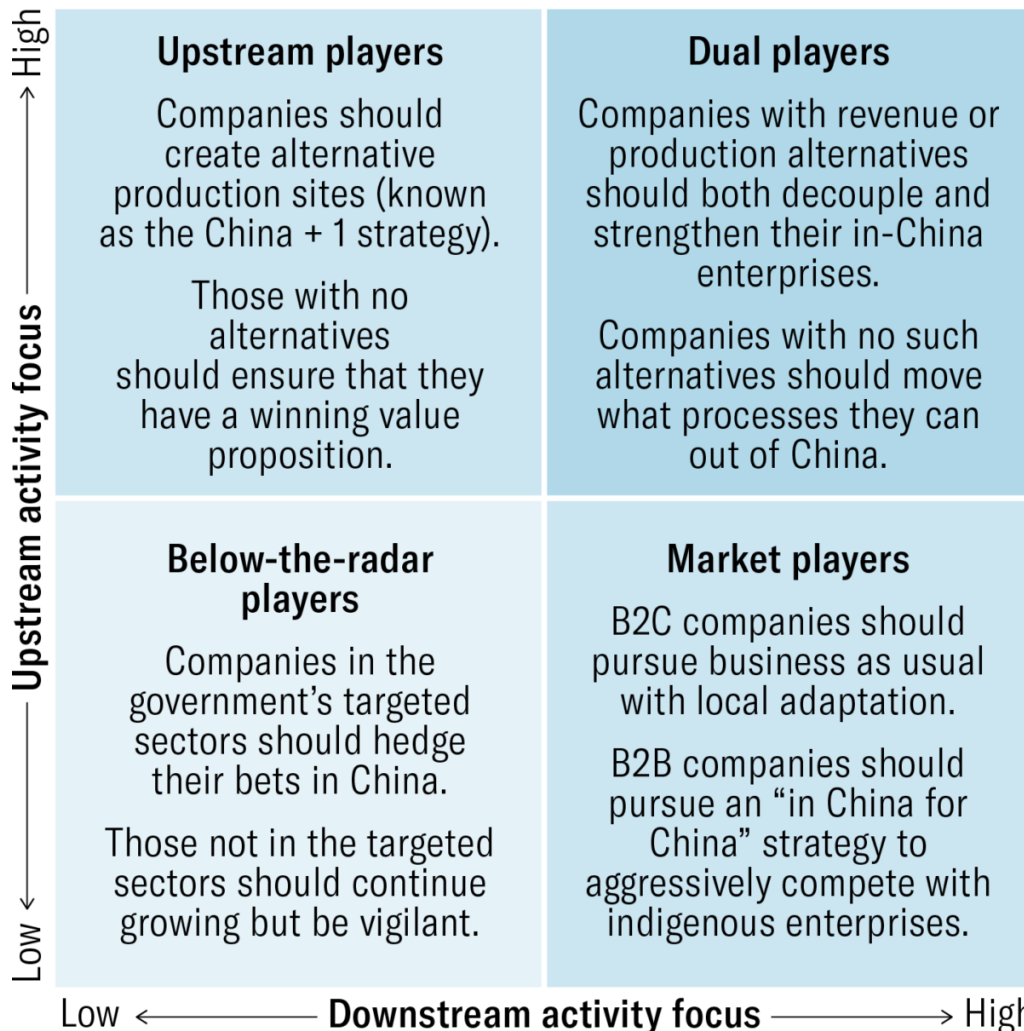 High
Upstream activity focus
Low
Upstream players
Companies should
create alternative
production sites (known
as the China + 1 strategy).
Those with no
alternatives
should ensure that they
have a winning value
proposition.
Dual players
Companies with revenue or
production alternatives
should both decouple and
strengthen their in-China
enterprises.
Companies with no such
alternatives should move
what processes they can
out of China.
Below-the-radar
players
Companies in the
government’s targeted
sectors should hedge
their bets in China.
Those not in the targeted
sectors should continue
growing but be vigilant.
Market players
B2C companies should
pursue business as usual
with local adaptation.
B2B companies should
pursue an “in China for
China” strategy to
aggressively compete with
indigenous enterprises.
Low
Downstream activity focus
High